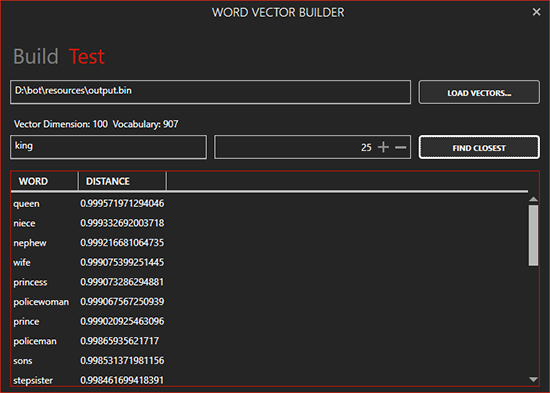 WORD VECTOR BUILDER
Build Test
D:\bot\resources\output.bin LOAD VECTORS...
Vector Dimension: 100 Vocabulary: 907
king 25 FIND CLOSEST
WORD DISTANCE
queen 0.999571971294046
niece 0.999332692003718
nephew 0.999216681064735
wife 0.999075399251445
princess 0.999073286294881
policewoman 0.999067567250939
prince 0.999020925463096
policeman 0.99865935621717
sons 0.998531371981156
stepsister 0.998461699418391